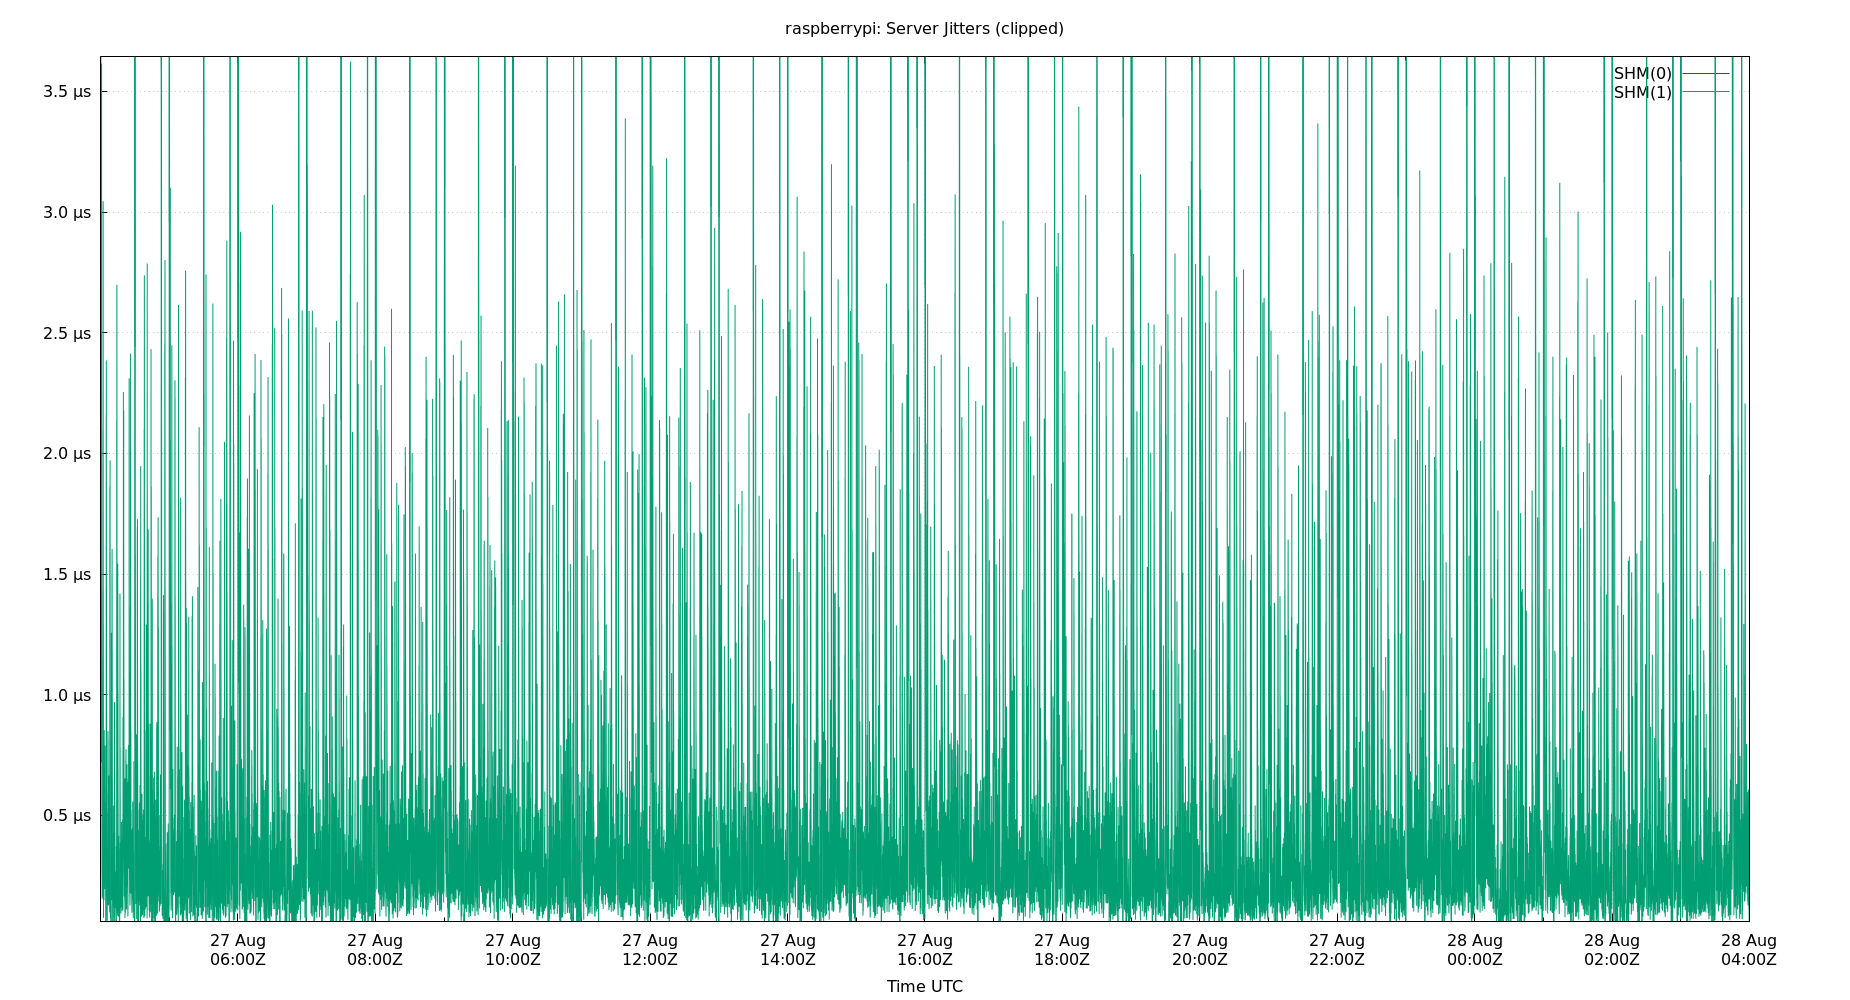 raspberrypi: Server Jitters (clipped)
SHM(0)
SHM(1)
3.5 µs
3.0 µs
2.5 µs
2.0 µs
1.5 µs
1.0 µs
0.5 µs
27 Aug 27 Aug 27 Aug 27 Aug 27 Aug 27 Aug 27 Aug 27 Aug 27 Aug 28 Aug 28 Aug 28 Aug
06:00Z 08:00Z 10:00Z 12:00Z 14:00Z 16:00Z 18:00Z 20:00Z 22:00Z 00:00Z 02:00Z 04:00Z
Time UTC